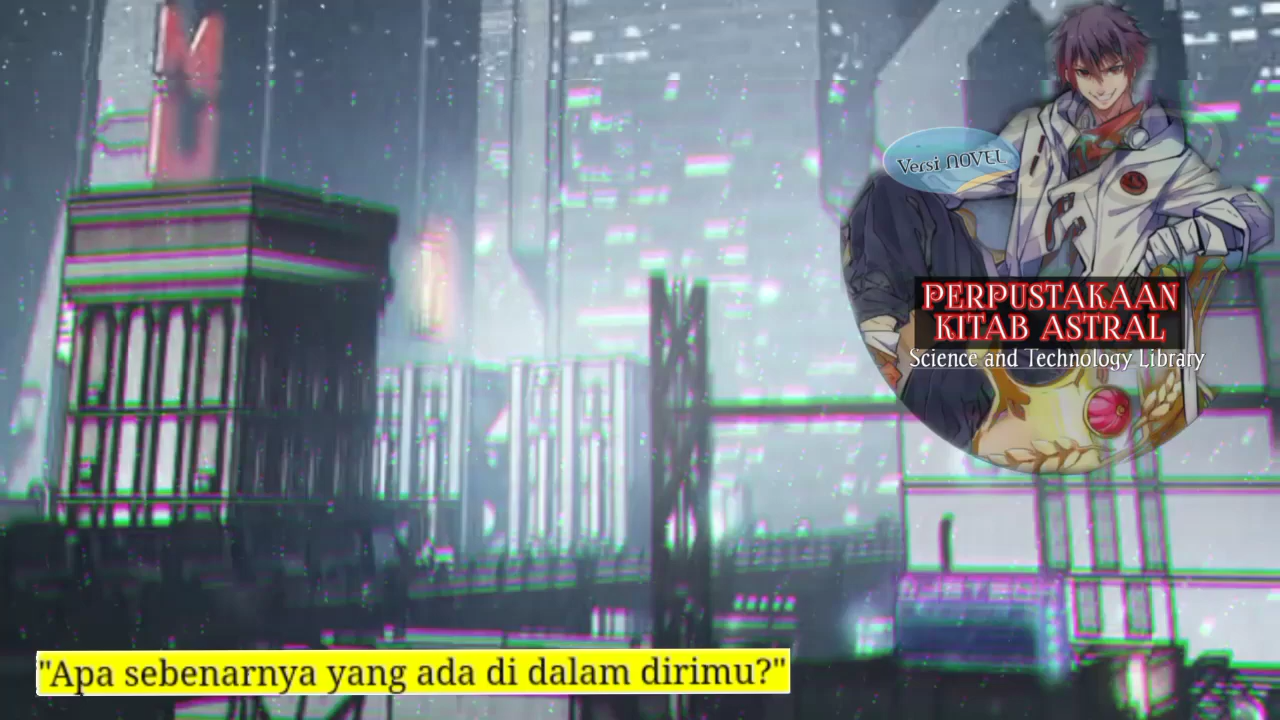 Versi NOVEL
PERPUSTAKAAN
KITAB ASTRAL
Science and Technology Library
"Apa sebenarnya yang ada di dalam dirimu?"